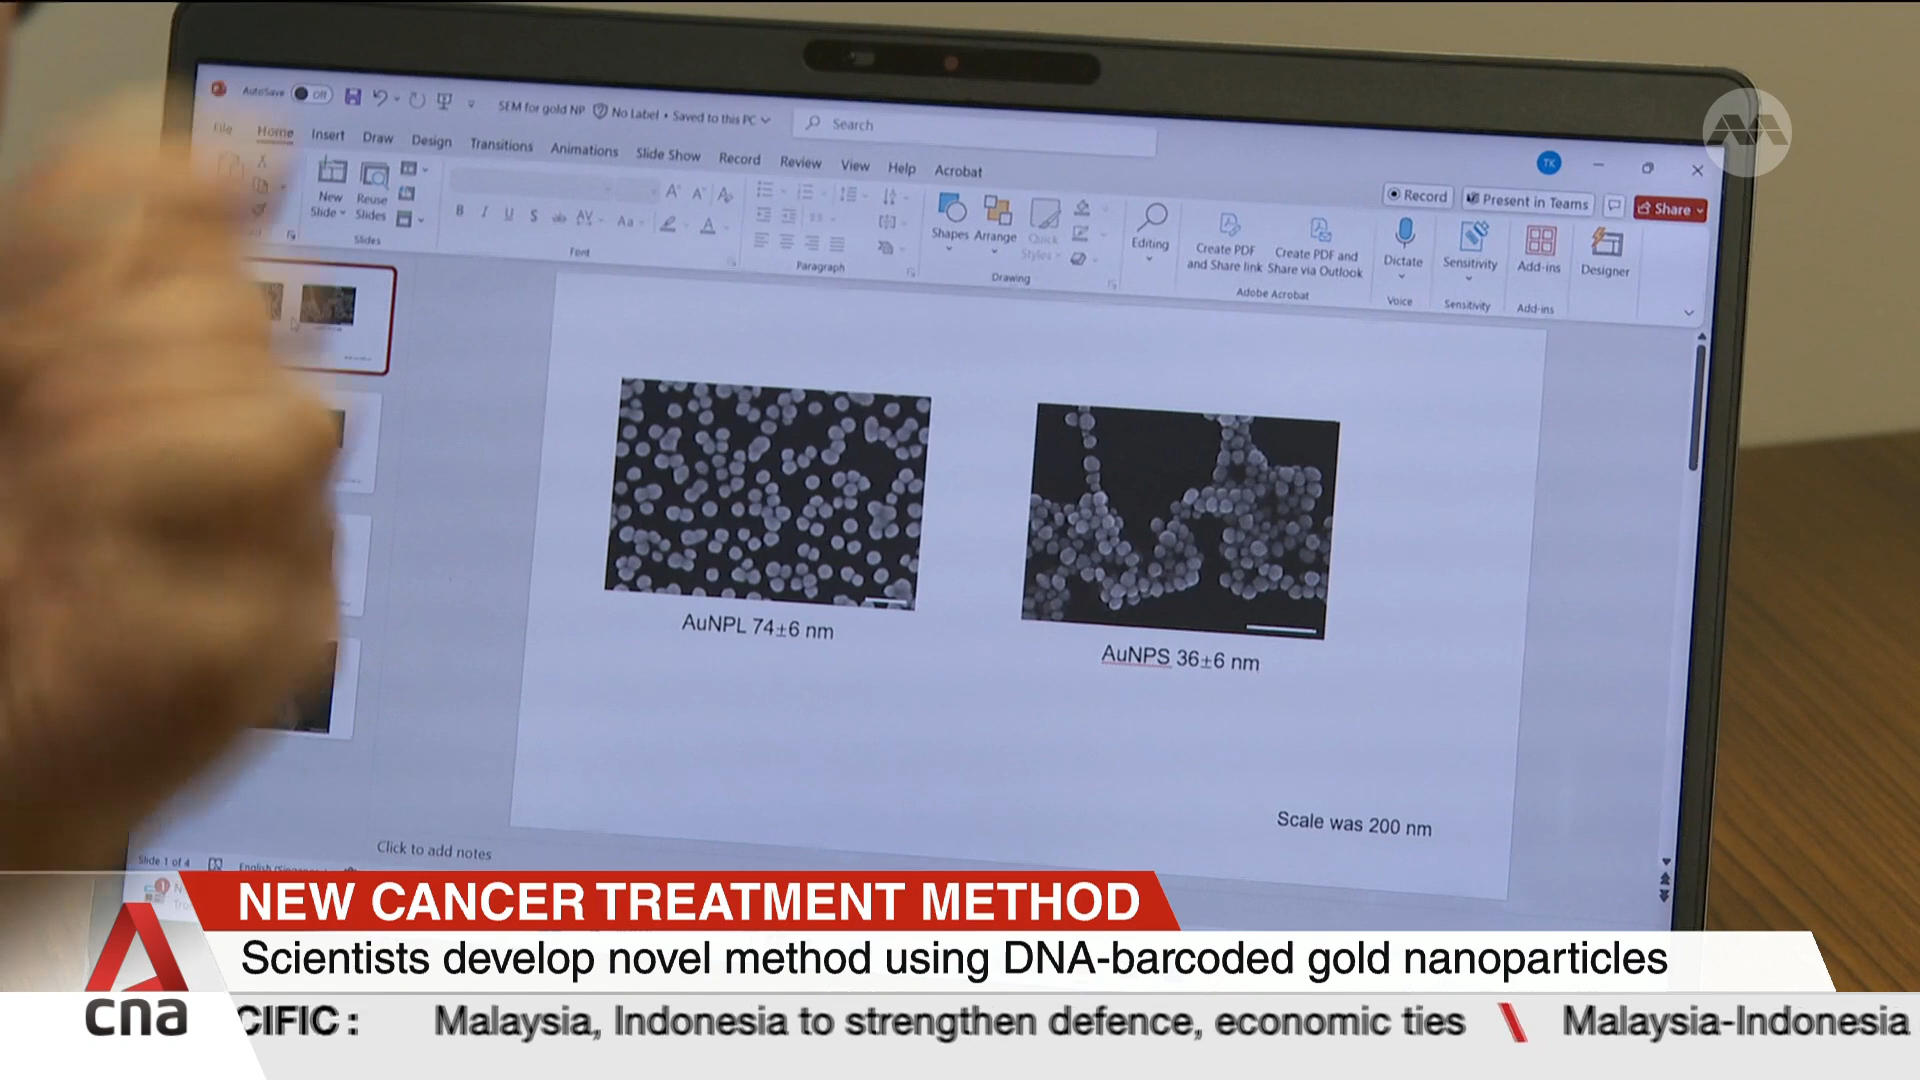 AutoSave Off SEM for gold NP No Label • Saved to this PC Search TK
File Home Insert Draw Design Transitions Animations Slide Show Record Review View Help Acrobat
Record Present in Teams Share
New Slide Reuse Slides
B I U S ab AV Aa A A A A
Shapes Arrange Quick Styles
Editing
Create PDF and Share link Create PDF and Share via Outlook
Dictate Sensitivity Add-ins Designer
Slides Font Paragraph Drawing Adobe Acrobat Voice Sensitivity Add-ins
AuNPL 74±6 nm
AuNPS 36±6 nm
Scale was 200 nm
Click to add notes
Slide 1 of 4
1
NEW CANCER TREATMENT METHOD
Scientists develop novel method using DNA-barcoded gold nanoparticles
cna
CIFIC : Malaysia, Indonesia to strengthen defence, economic ties \ Malaysia-Indonesia